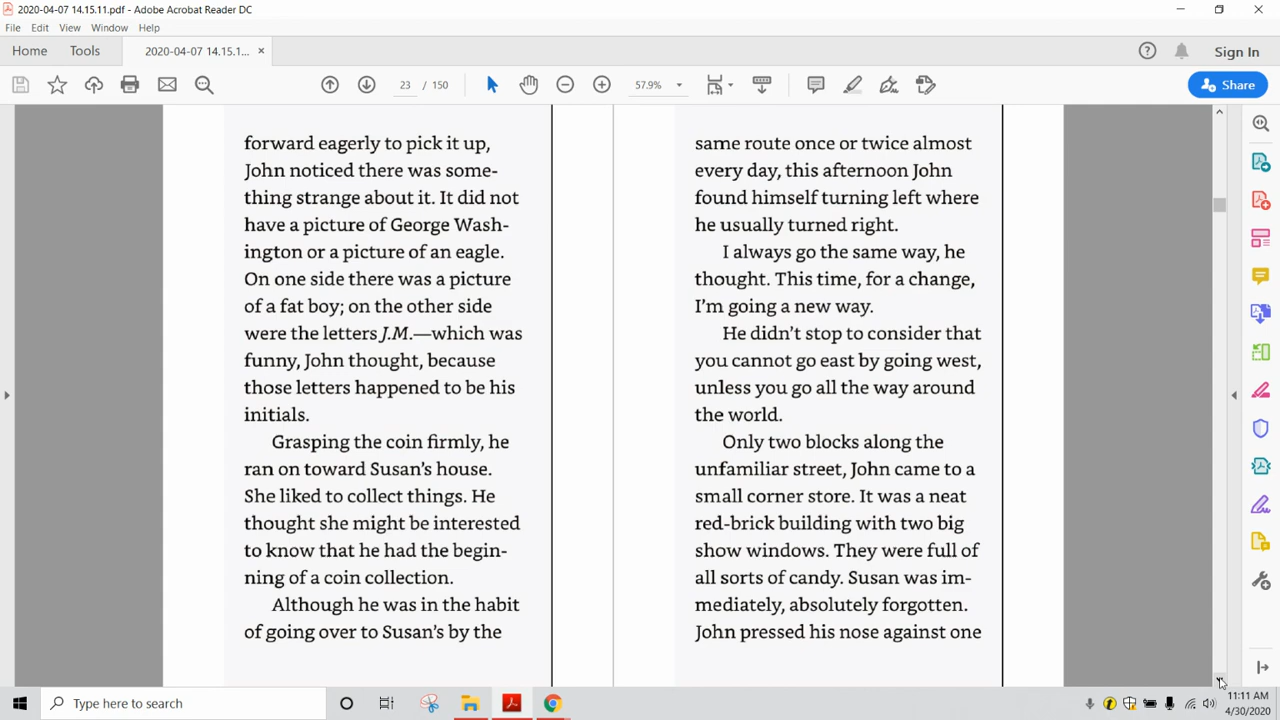 2020-04-07 14.15.11.pdf - Adobe Acrobat Reader DC
File Edit View Window Help
Home Tools 2020-04-07 14.15.1... × Sign In
23 / 150 57.9% Share
forward eagerly to pick it up,
John noticed there was some-
thing strange about it. It did not
have a picture of George Wash-
ington or a picture of an eagle.
On one side there was a picture
of a fat boy; on the other side
were the letters J.M.—which was
funny, John thought, because
those letters happened to be his
initials.
Grasping the coin firmly, he
ran on toward Susan's house.
She liked to collect things. He
thought she might be interested
to know that he had the begin-
ning of a coin collection.
Although he was in the habit
of going over to Susan's by the
same route once or twice almost
every day, this afternoon John
found himself turning left where
he usually turned right.
I always go the same way, he
thought. This time, for a change,
I'm going a new way.
He didn't stop to consider that
you cannot go east by going west,
unless you go all the way around
the world.
Only two blocks along the
unfamiliar street, John came to a
small corner store. It was a neat
red-brick building with two big
show windows. They were full of
all sorts of candy. Susan was im-
mediately, absolutely forgotten.
John pressed his nose against one
Type here to search
11:11 AM
4/30/2020